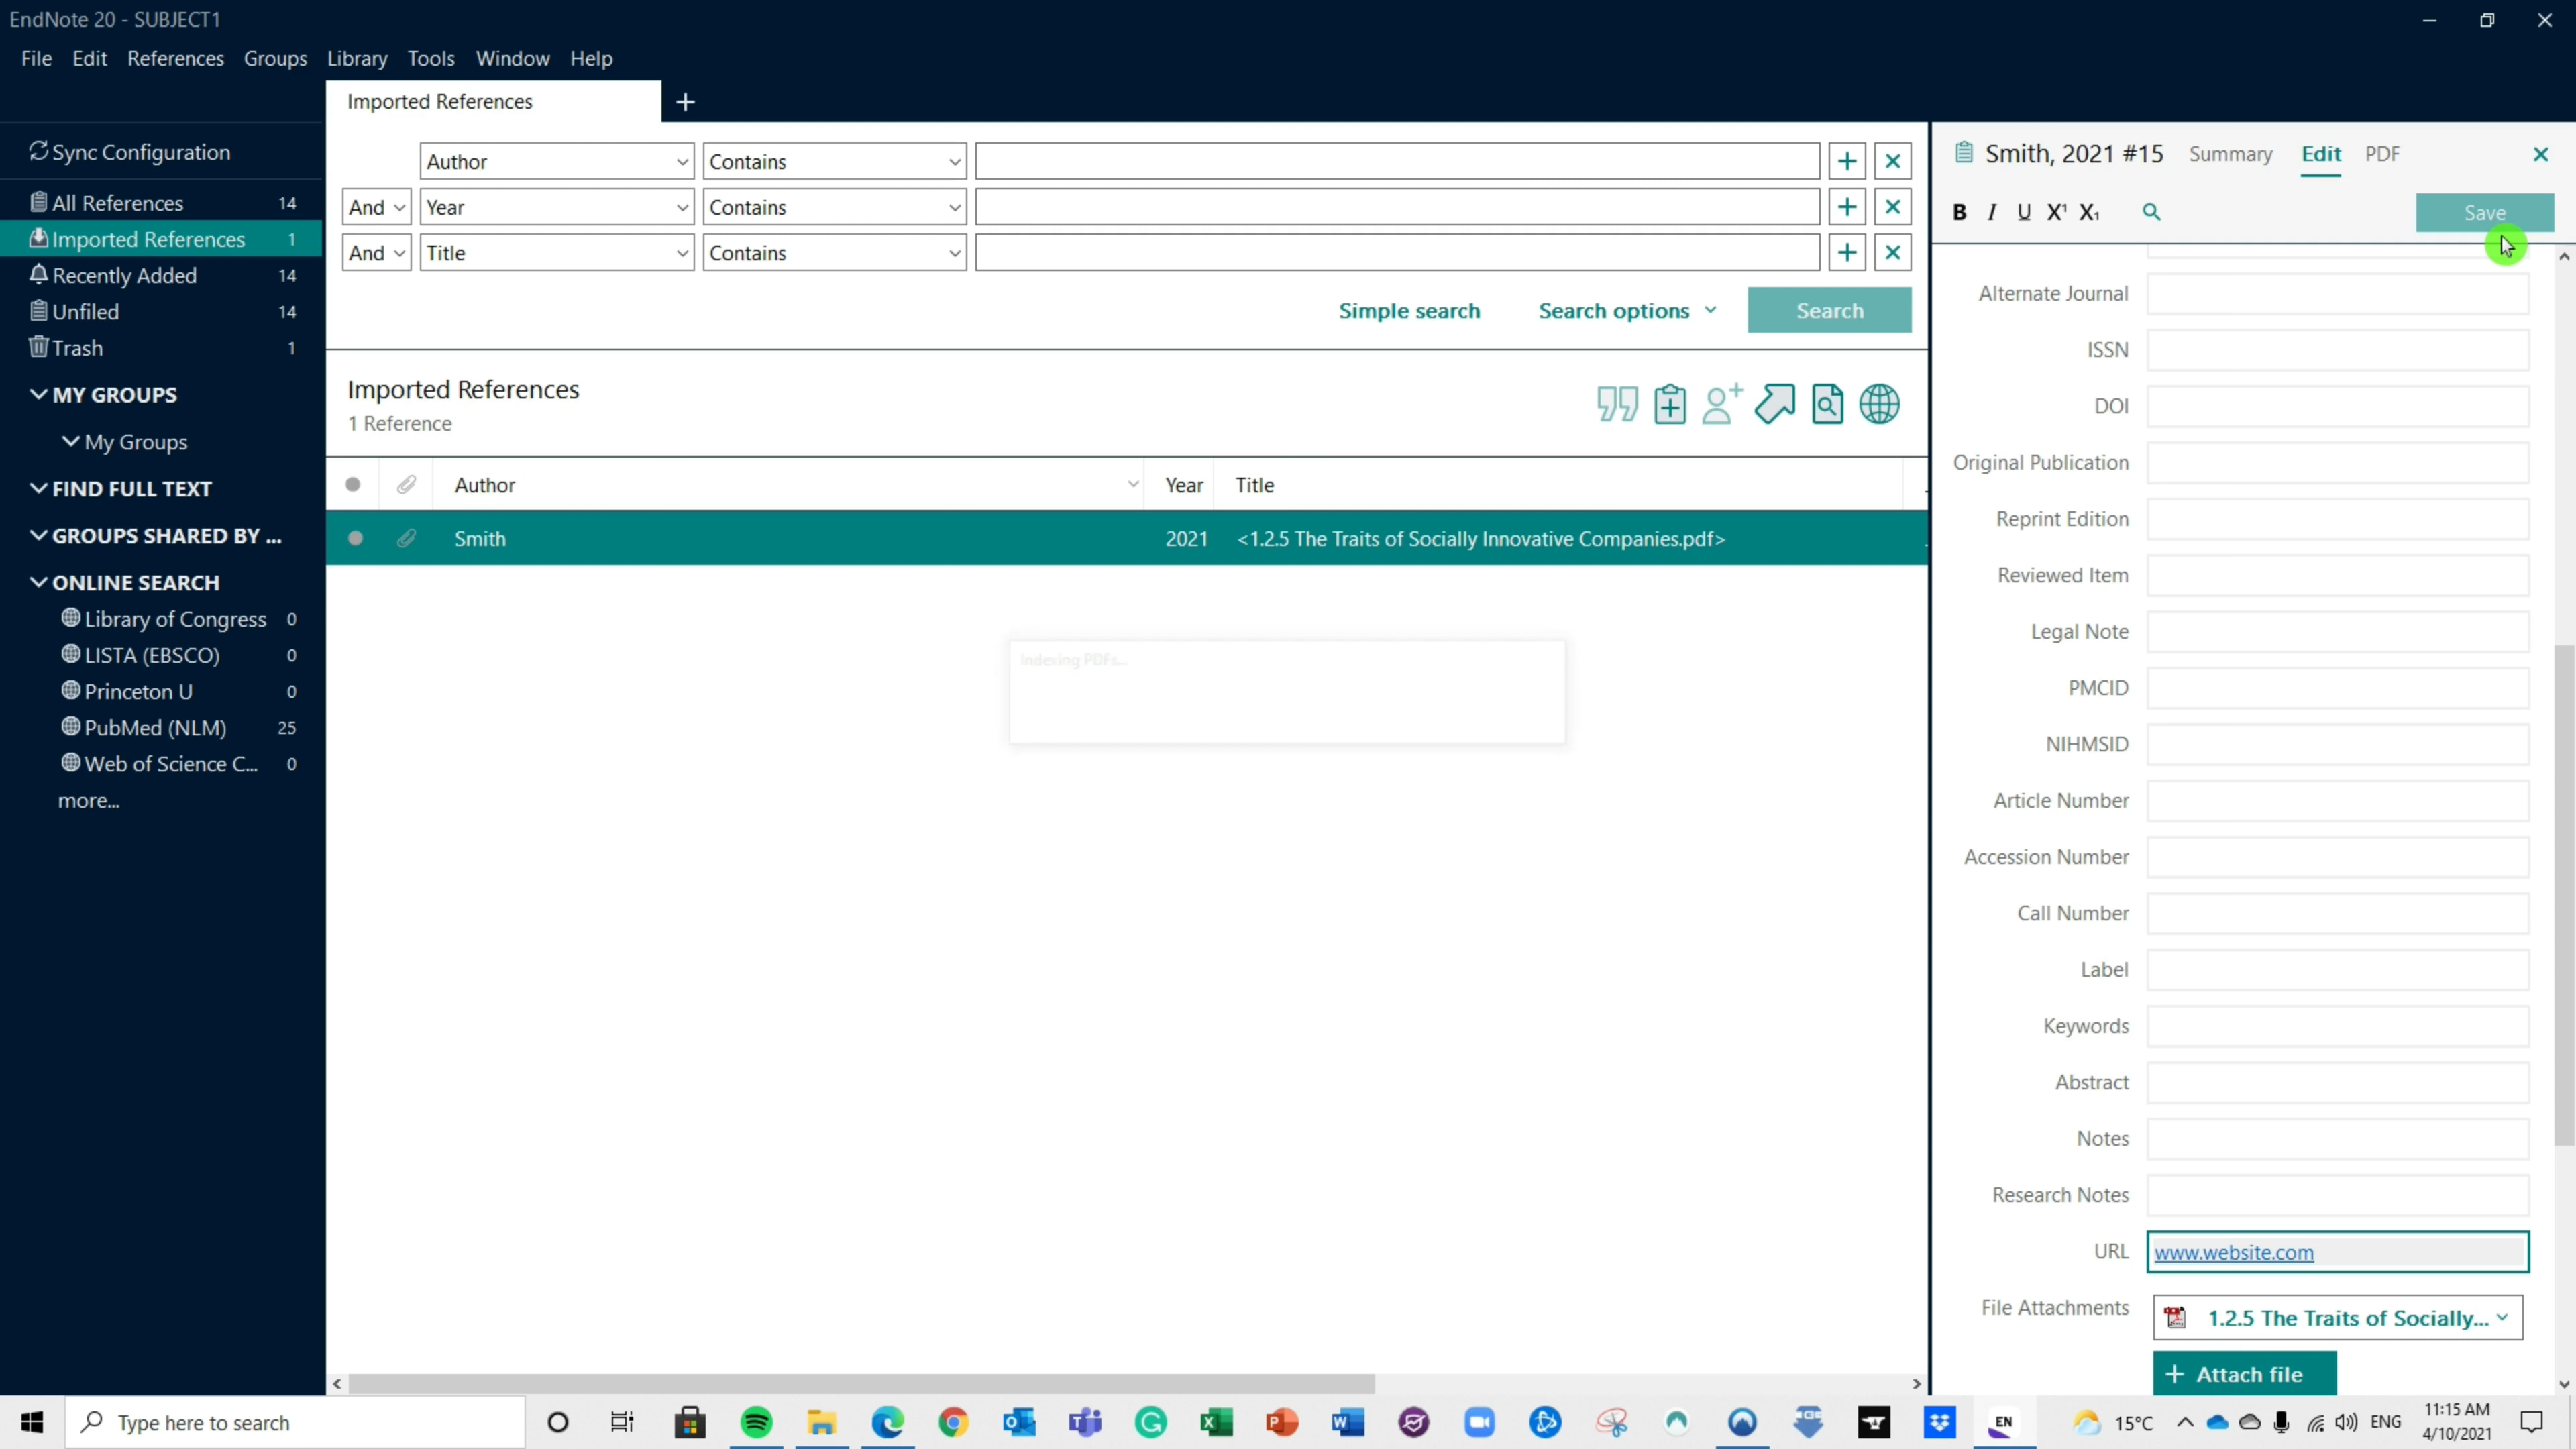 EndNote 20 - SUBJECT1
File Edit References Groups Library Tools Window Help
Imported References
Sync Configuration
All References 14
Imported References 1
Recently Added 14
Unfiled 14
Trash 1
MY GROUPS
My Groups
FIND FULL TEXT
GROUPS SHARED BY ...
ONLINE SEARCH
Library of Congress 0
LISTA (EBSCO) 0
Princeton U 0
PubMed (NLM) 25
Web of Science C... 0
more...
Author Contains
And Year Contains
And Title Contains
Simple search Search options Search
Imported References
1 Reference
Author Year Title
Smith 2021 <1.2.5 The Traits of Socially Innovative Companies.pdf>
Indexing PDFs...
Smith, 2021 #15 Summary Edit PDF
B I U X¹ X₁ Save
Alternate Journal
ISSN
DOI
Original Publication
Reprint Edition
Reviewed Item
Legal Note
PMCID
NIHMSID
Article Number
Accession Number
Call Number
Label
Keywords
Abstract
Notes
Research Notes
URL www.website.com
File Attachments 1.2.5 The Traits of Socially...
+ Attach file
Type here to search
EN
15°C ENG 11:15 AM
4/10/2021